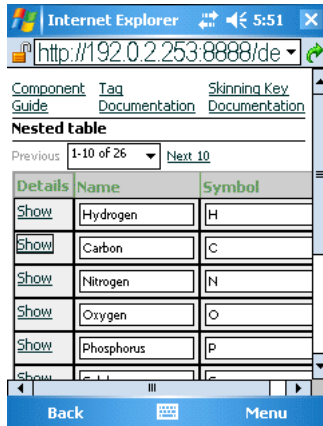 Internet Explorer 5:51
http://192.0.2.253:8888/de
Component Tag Skinning Key
Guide Documentation Documentation
Nested table
Previous 1-10 of 26 Next 10
Details Name Symbol
Show Hydrogen H
Show Carbon C
Show Nitrogen N
Show Oxygen O
Show Phosphorus P
Show
Back Menu